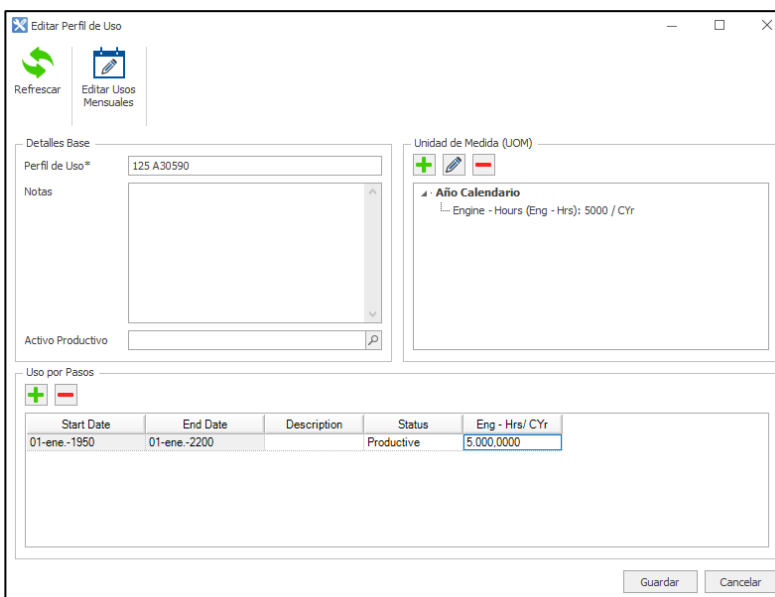 Editar Perfil de Uso
Refrescar
Editar Usos
Mensuales
Detalles Base
Perfil de Uso* 125 A30590
Notas
Activo Productivo
Unidad de Medida (UOM)
Año Calendario
Engine - Hours (Eng - Hrs): 5000 / CYr
Uso por Pasos
Start Date End Date Description Status Eng - Hrs/ CYr
01-ene.-1950 01-ene.-2200 Productive 5.000,0000
Guardar Cancelar